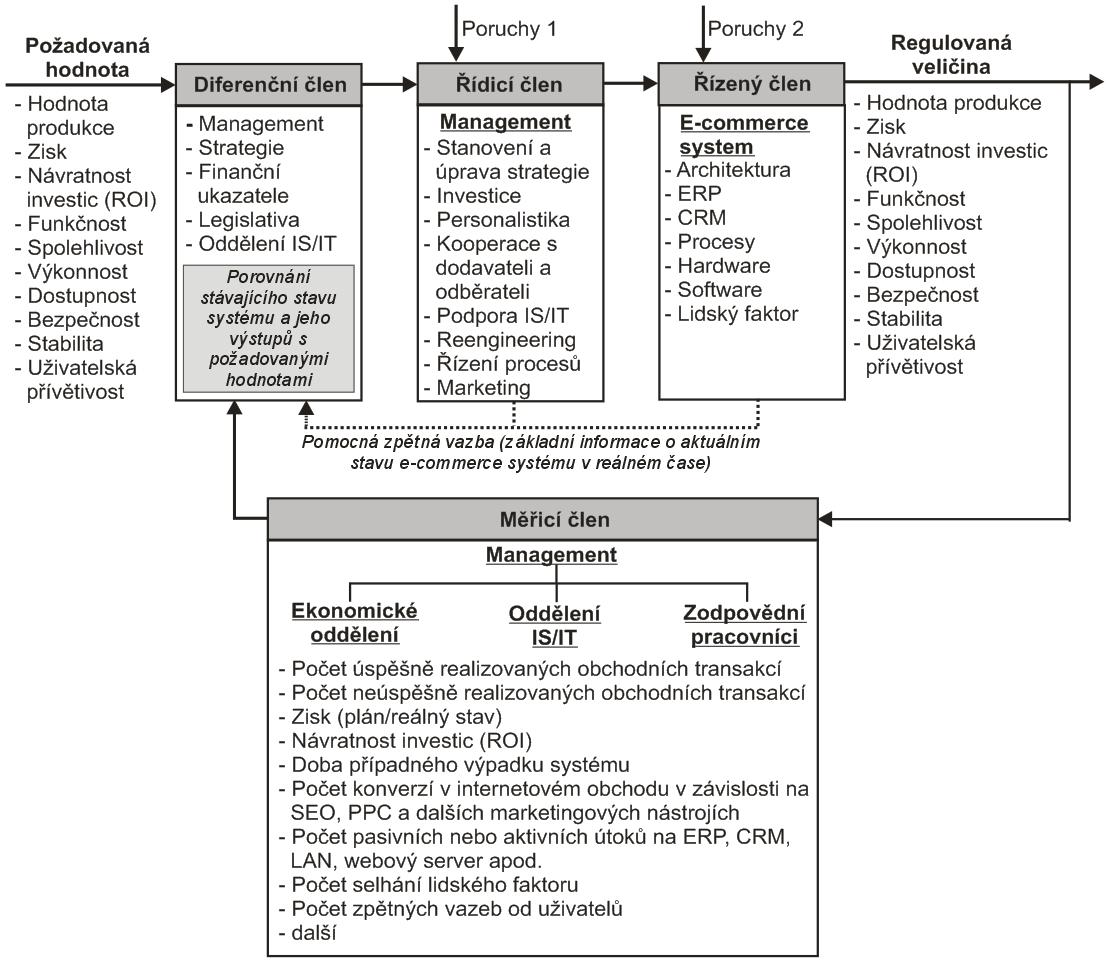 Poruchy 1
Poruchy 2
Požadovaná
hodnota
- Hodnota
produkce
- Zisk
- Návratnost
investic (ROI)
- Funkčnost
- Spolehlivost
- Výkonnost
- Dostupnost
- Bezpečnost
- Stabilita
- Uživatelská
přívětivost
Diferenční člen
- Management
- Strategie
- Finanční
ukazatele
- Legislativa
- Oddělení IS/IT
Porovnání
stávajícího stavu
systému a jeho
výstupů s
požadovanými
hodnotami
Řídicí člen
Management
- Stanovení a
úprava strategie
- Investice
- Personalistika
- Kooperace s
dodavateli a
odběrateli
- Podpora IS/IT
- Reengineering
- Řízení procesů
- Marketing
Řízený člen
E-commerce
system
- Architektura
- ERP
- CRM
- Procesy
- Hardware
- Software
- Lidský faktor
Regulovaná
veličina
- Hodnota produkce
- Zisk
- Návratnost investic
(ROI)
- Funkčnost
- Spolehlivost
- Výkonnost
- Dostupnost
- Bezpečnost
- Stabilita
- Uživatelská
přívětivost
Pomocná zpětná vazba (základní informace o aktuálním
stavu e-commerce systému v reálném čase)
Měřicí člen
Management
Ekonomické
oddělení
Oddělení
IS/IT
Zodpovědní
pracovníci
- Počet úspěšně realizovaných obchodních transakcí
- Počet neúspěšně realizovaných obchodních transakcí
- Zisk (plán/reálný stav)
- Návratnost investic (ROI)
- Doba případného výpadku systému
- Počet konverzí v internetovém obchodu v závislosti na
SEO, PPC a dalších marketingových nástrojích
- Počet pasivních nebo aktivních útoků na ERP, CRM,
LAN, webový server apod.
- Počet selhání lidského faktoru
- Počet zpětných vazeb od uživatelů
- další